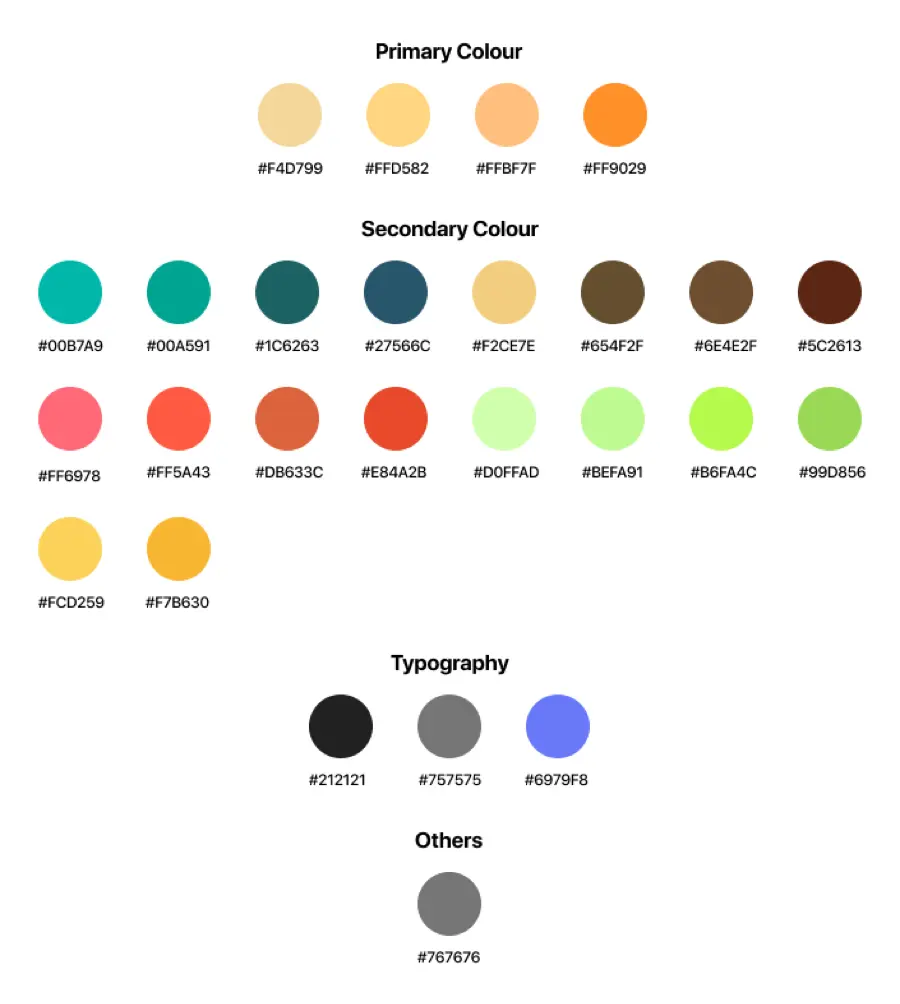 Primary Colour
#F4D799 #FFD582 #FFBF7F #FF9029
Secondary Colour
#00B7A9 #00A591 #1C6263 #27566C #F2CE7E #654F2F #6E4E2F #5C2613
#FF6978 #FF5A43 #DB633C #E84A2B #D0FFAD #BEFA91 #B6FA4C #99D856
#FCD259 #F7B630
Typography
#212121 #757575 #6979F8
Others
#767676